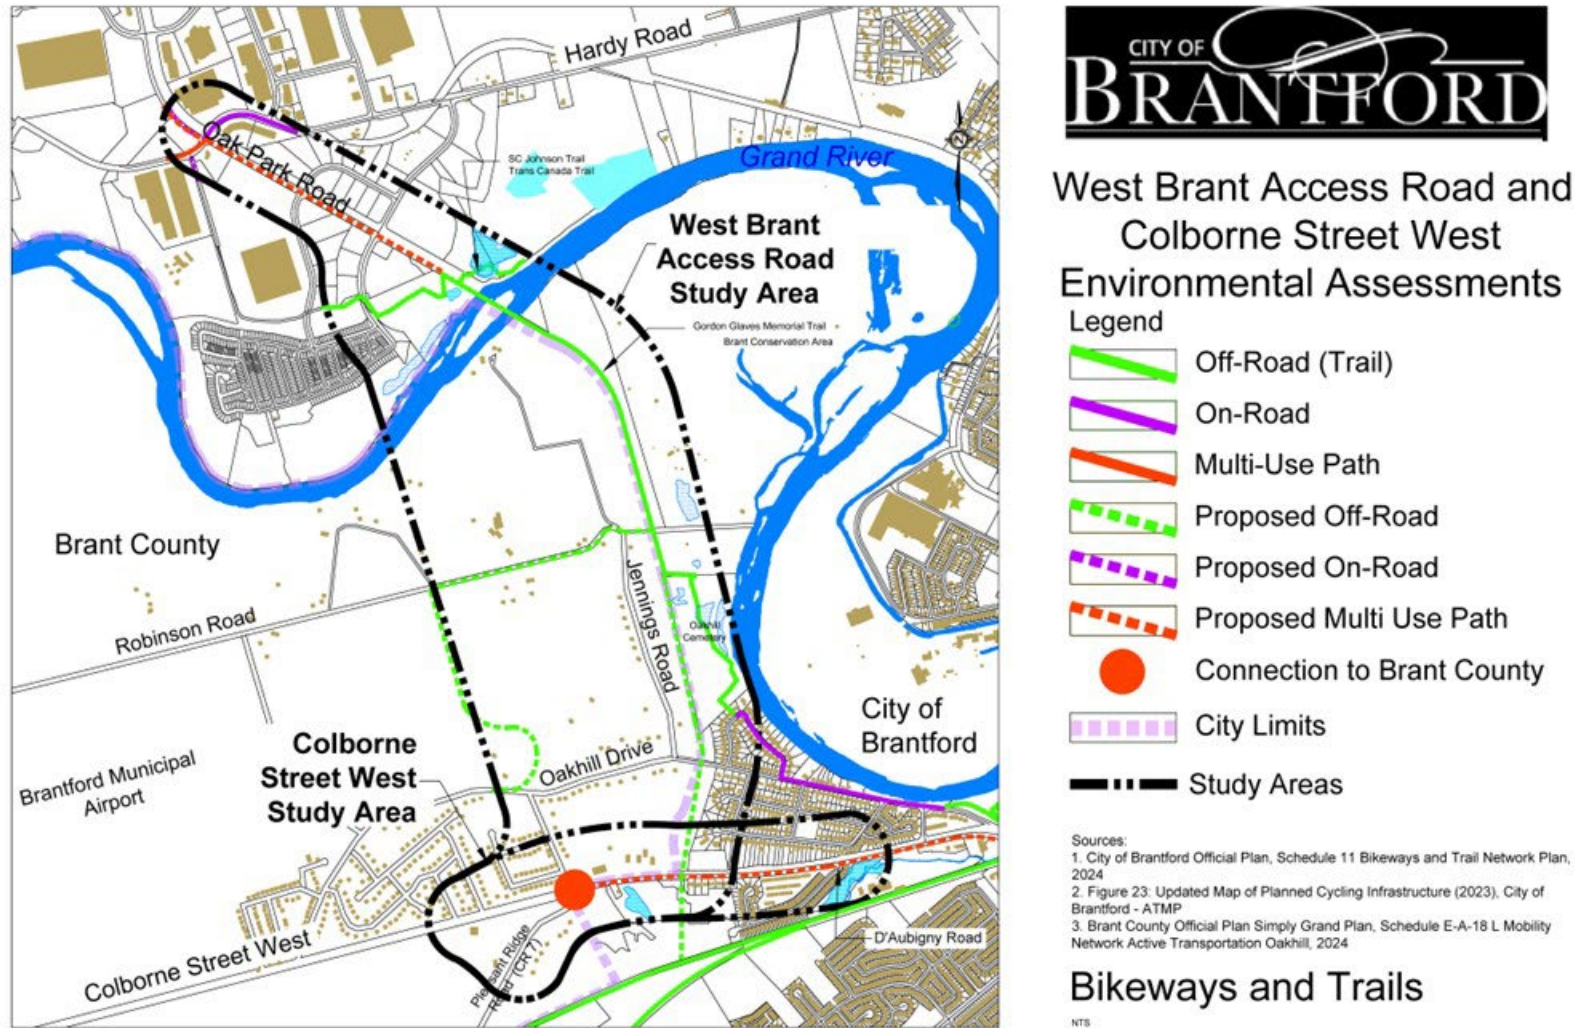 Hardy Road
CITY OF
BRANTFORD
N
Oak Park Road
SC Johnson Trail
Trans Canada Trail
Grand River
West Brant
Access Road
Study Area
Gordon Glaves Memorial Trail
Brant Conservation Area
Brant County
Robinson Road
Jennings Road
Oakhill
Cemetery
City of
Brantford
Colborne
Street West
Study Area
Oakhill Drive
Brantford Municipal
Airport
Colborne Street West
Pleasant Ridge
Road (CR 7)
D'Aubigny Road
West Brant Access Road and
Colborne Street West
Environmental Assessments
Legend
Off-Road (Trail)
On-Road
Multi-Use Path
Proposed Off-Road
Proposed On-Road
Proposed Multi Use Path
Connection to Brant County
City Limits
Study Areas
Sources:
1. City of Brantford Official Plan, Schedule 11 Bikeways and Trail Network Plan,
2024
2. Figure 23: Updated Map of Planned Cycling Infrastructure (2023), City of
Brantford - ATMP
3. Brant County Official Plan Simply Grand Plan, Schedule E-A-18 L Mobility
Network Active Transportation Oakhill, 2024
Bikeways and Trails
NTS